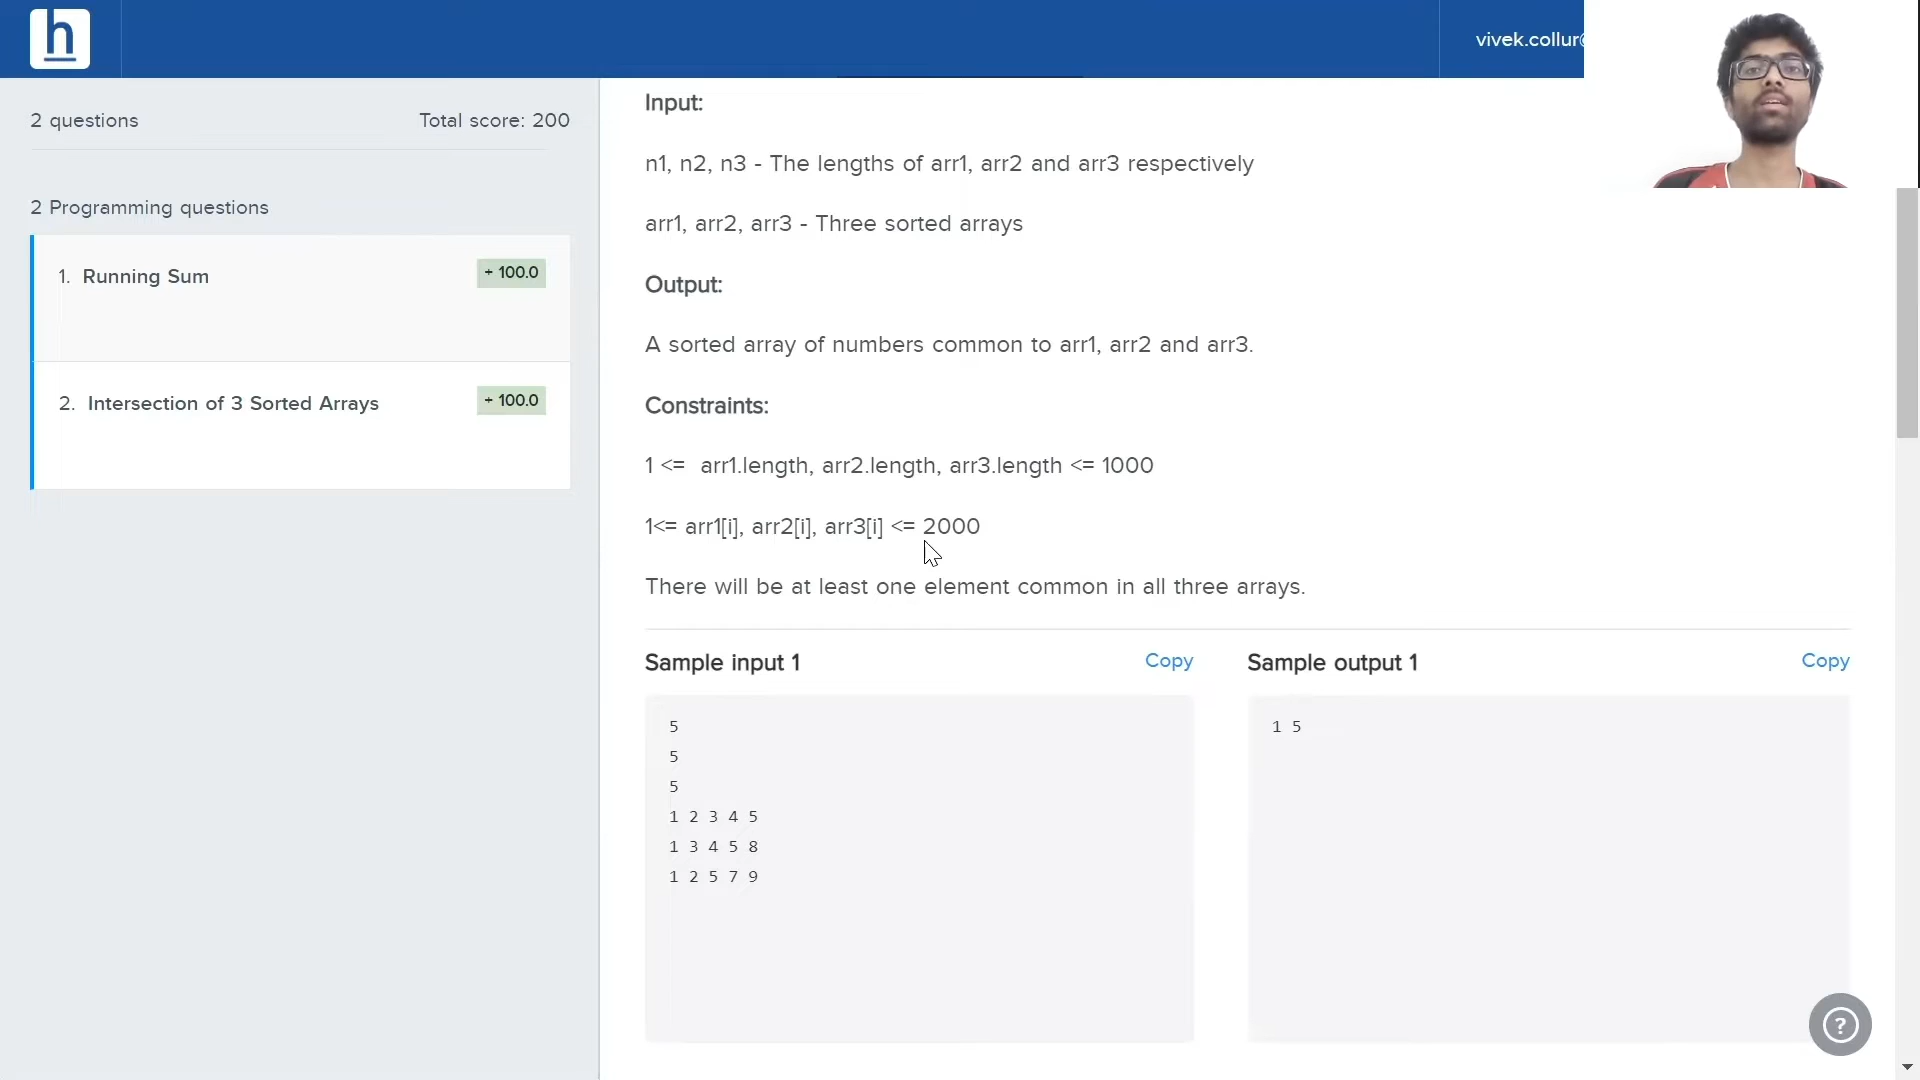 h
vivek.collur@
2 questions
Total score: 200
2 Programming questions
1. Running Sum
+ 100.0
2. Intersection of 3 Sorted Arrays
+ 100.0
Input:
n1, n2, n3 - The lengths of arr1, arr2 and arr3 respectively
arr1, arr2, arr3 - Three sorted arrays
Output:
A sorted array of numbers common to arr1, arr2 and arr3.
Constraints:
1 <= arr1.length, arr2.length, arr3.length <= 1000
1<= arr1[i], arr2[i], arr3[i] <= 2000
There will be at least one element common in all three arrays.
Sample input 1
Copy
5
5
5
1 2 3 4 5
1 3 4 5 8
1 2 5 7 9
Sample output 1
Copy
1 5
?